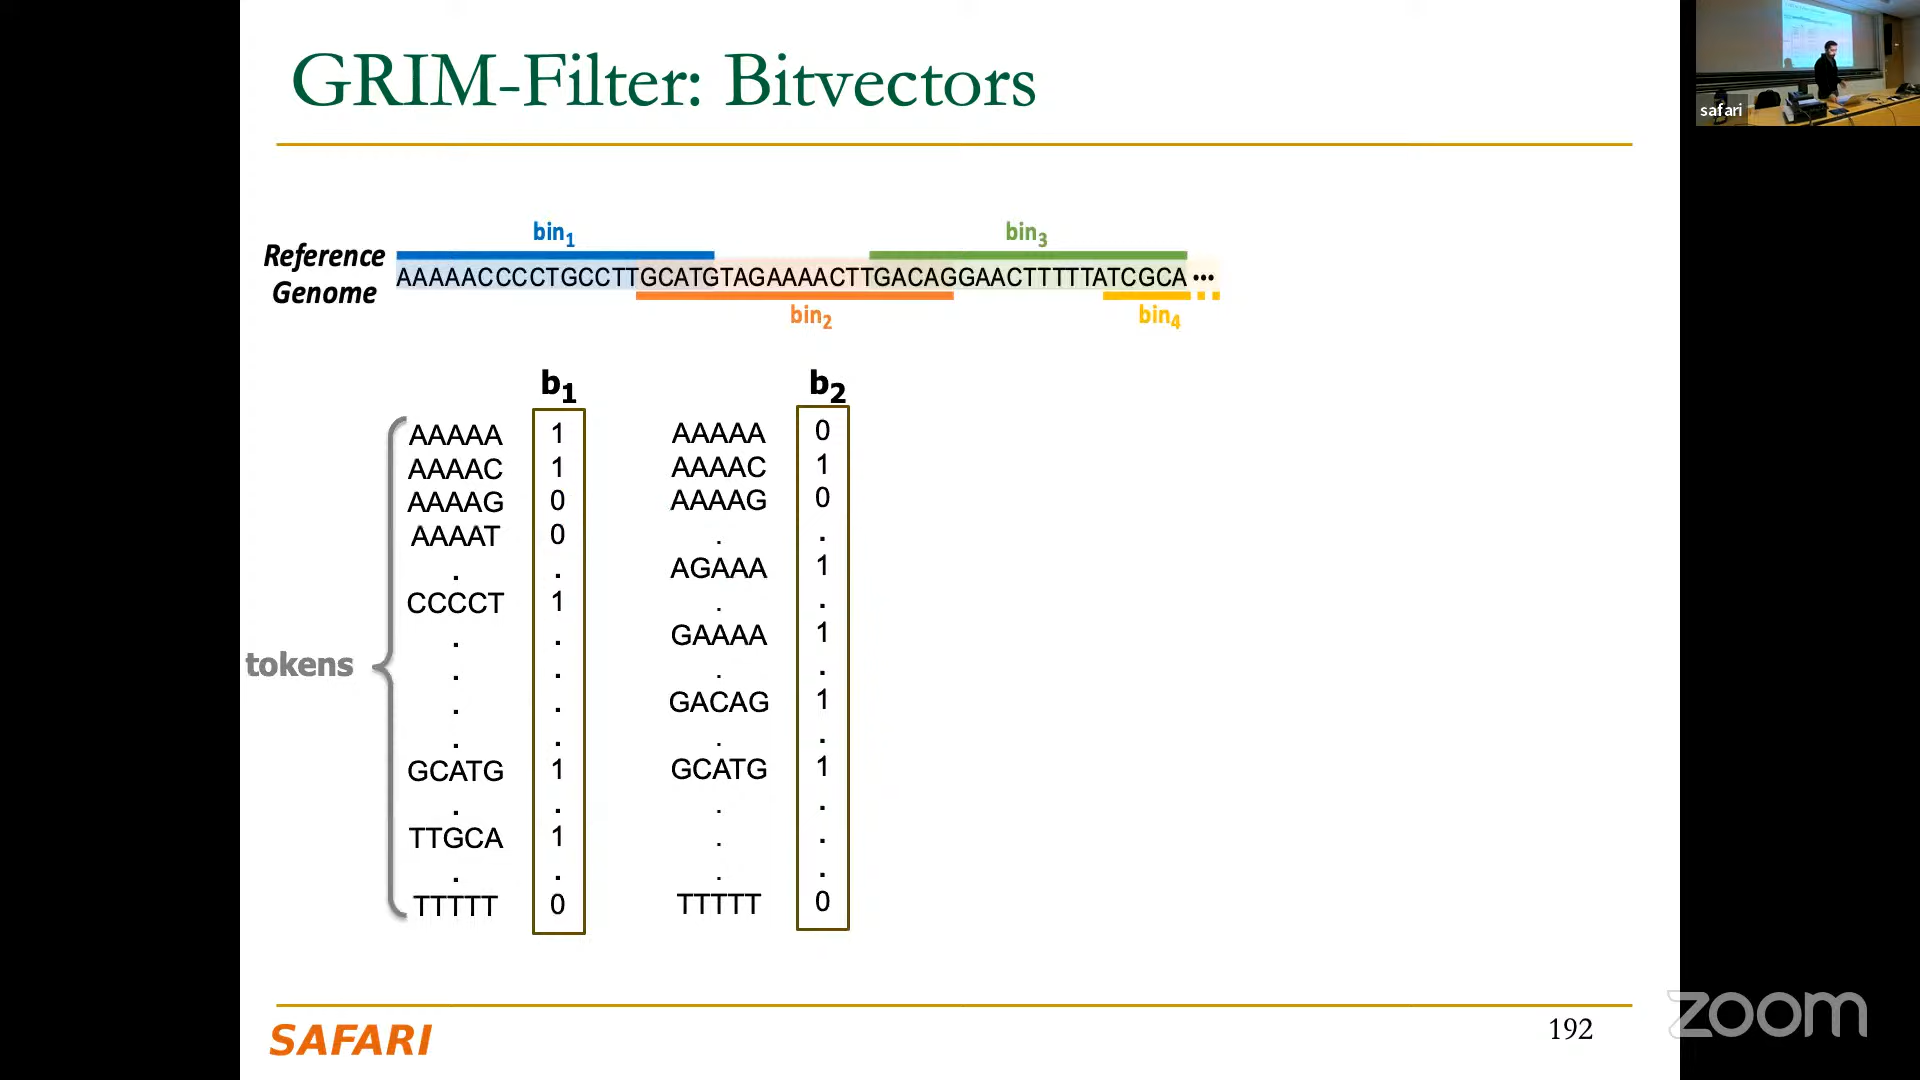 GRIM-Filter: Bitvectors
safari
bin1
bin3
Reference
Genome
AAAAACCCCTGCCTTGCATGTAGAAAACTTGACAGGAACTTTTTATCGCA •••
bin2
bin4
b1
b2
AAAAA 1 AAAAA 0
AAAAC 1 AAAAC 1
AAAAG 0 AAAAG 0
AAAAT 0 . .
. . AGAAA 1
CCCCT 1 . .
. . GAAAA 1
tokens
. . . .
. . GACAG 1
. . . .
GCATG 1 GCATG 1
. . . .
TTGCA 1 . .
. . . .
TTTTT 0 TTTTT 0
SAFARI
192
zoom